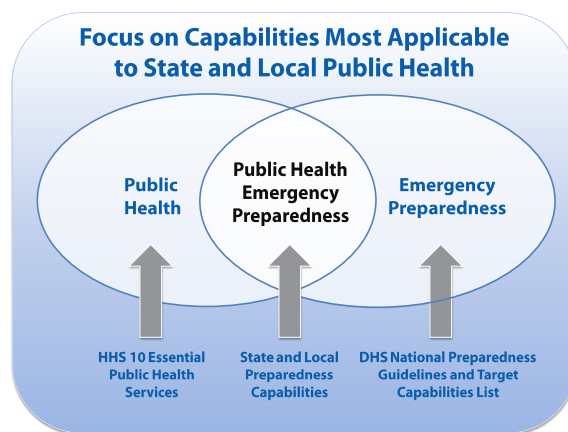 Focus on Capabilities Most Applicable
to State and Local Public Health
Public
Health
Public Health
Emergency
Preparedness
Emergency
Preparedness
HHS 10 Essential
Public Health
Services
State and Local
Preparedness
Capabilities
DHS National Preparedness
Guidelines and Target
Capabilities List